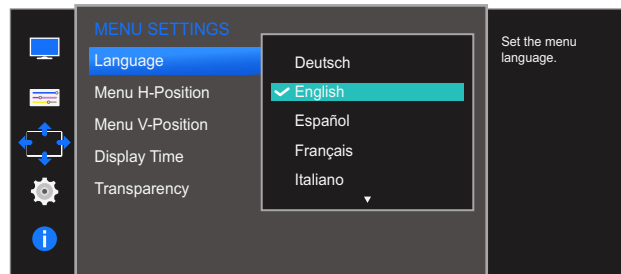 MENU SETTINGS
Language
Menu H-Position
Menu V-Position
Display Time
Transparency
Deutsch
English
Español
Français
Italiano
Set the menu
language.